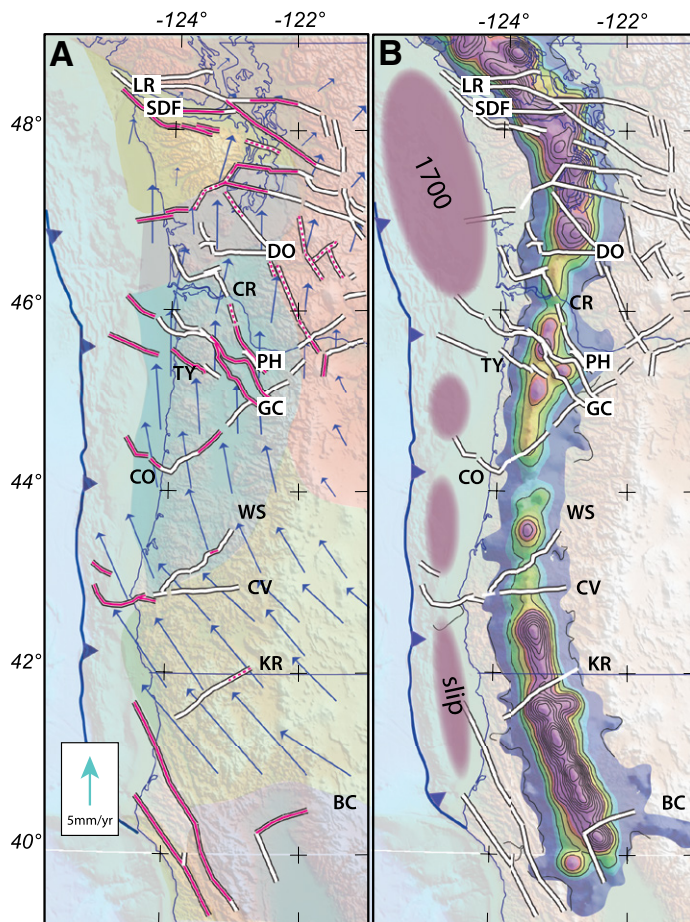 -124° -122° -124° -122°
A B
LR LR
SDF SDF
48°
1700
DO DO
46°
CR CR
PH PH
TY TY
GC GC
44°
CO CO
WS WS
CV CV
42°
KR KR
slip
5mm/yr
BC BC
40°